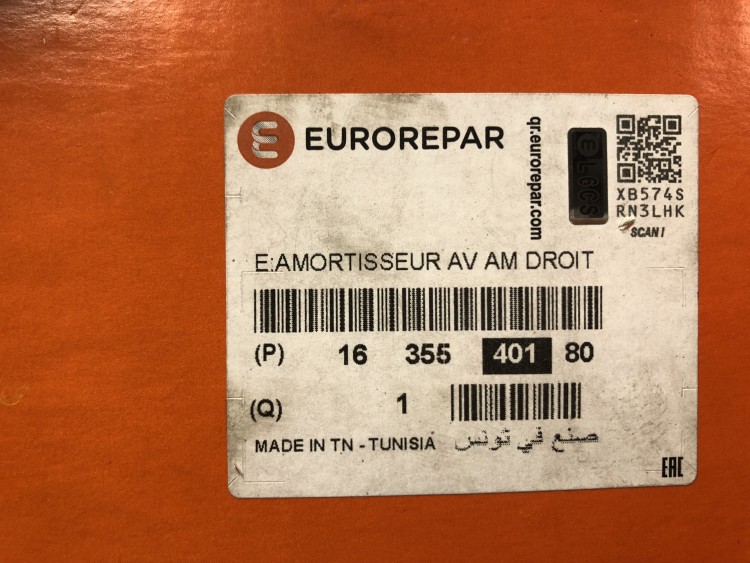 EUROREPAR
qr.eurorepar.com
XB574S
RN3LHK
SCAN!
E:AMORTISSEUR AV AM DROIT
(P) 16 355 401 80
(Q) 1
MADE IN TN - TUNISIA صنع في تونس
EAC